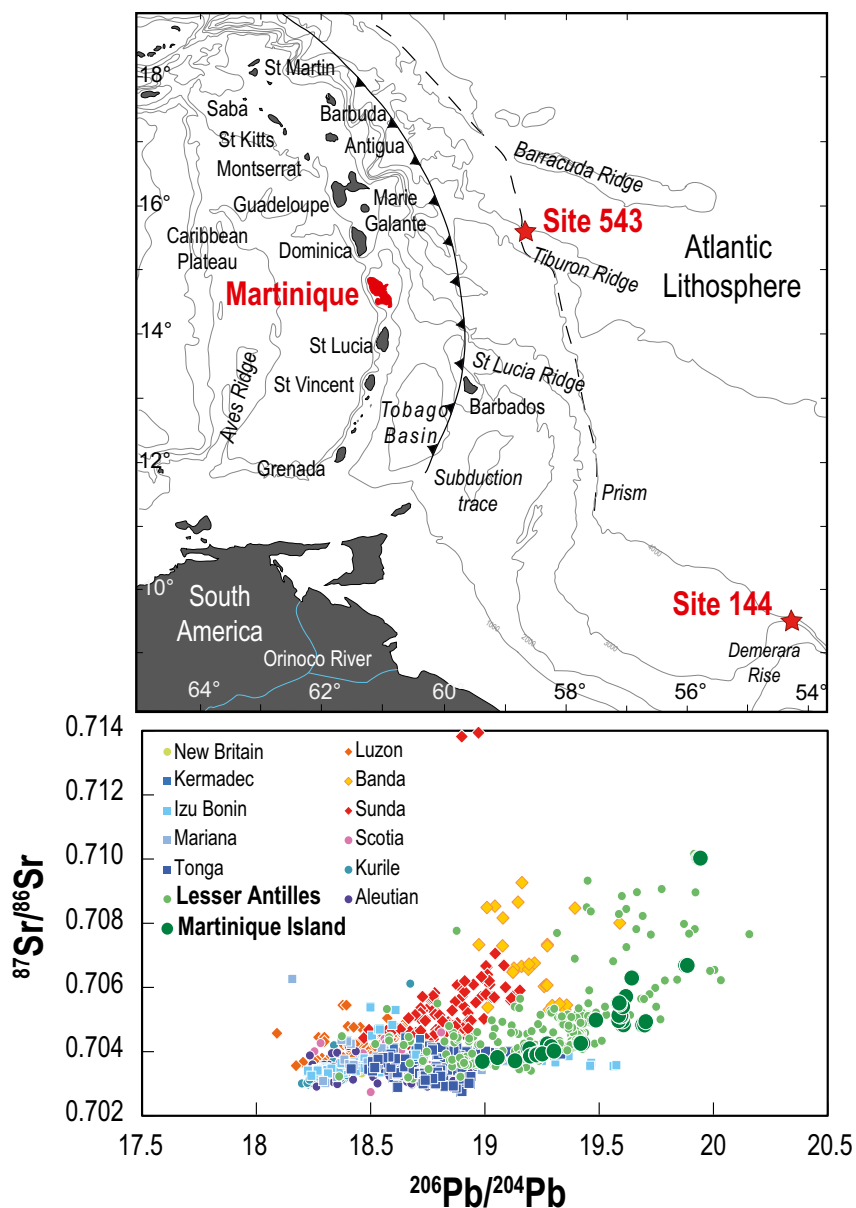 18°
St Martin
Saba
Barbuda
St Kitts
Antigua
Montserrat
Barracuda Ridge
16°
Guadeloupe
Marie
Galante
Site 543
Caribbean
Plateau
Dominica
Tiburon Ridge
Atlantic
Lithosphere
Martinique
14°
St Lucia
St Lucia Ridge
St Vincent
Aves Ridge
Tobago
Basin
Barbados
12°
Grenada
Subduction
trace
Prism
4000
10°
South
America
Site 144
1000
2000
3000
Demerara
Rise
Orinoco River
64°
62°
60°
58°
56°
54°
0.714
0.712
0.710
0.708
0.706
0.704
0.702
87Sr/86Sr
New Britain
Kermadec
Izu Bonin
Mariana
Tonga
Lesser Antilles
Martinique Island
Luzon
Banda
Sunda
Scotia
Kurile
Aleutian
17.5
18
18.5
19
19.5
20
20.5
206Pb/204Pb